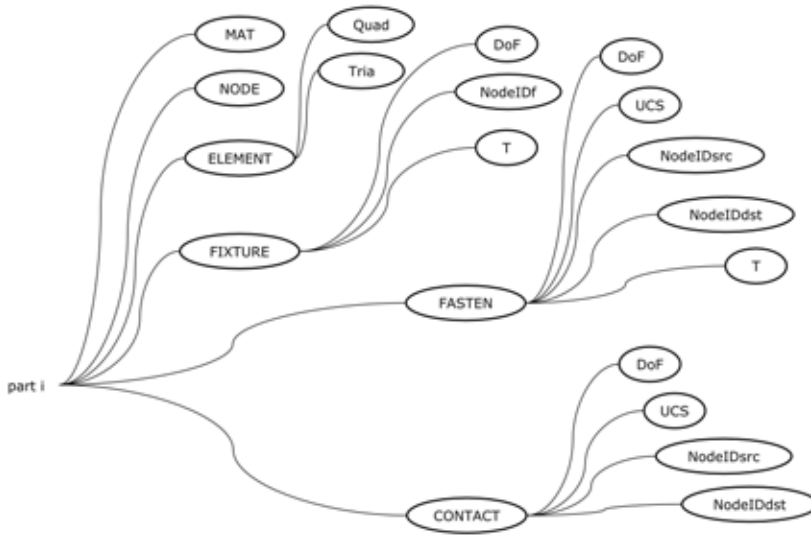 MAT
Quad
Tria
NODE
ELEMENT
DoF
NodeIDf
T
FIXTURE
DoF
UCS
NodeIDsrc
NodeIDdst
T
FASTEN
part i
DoF
UCS
NodeIDsrc
NodeIDdst
CONTACT